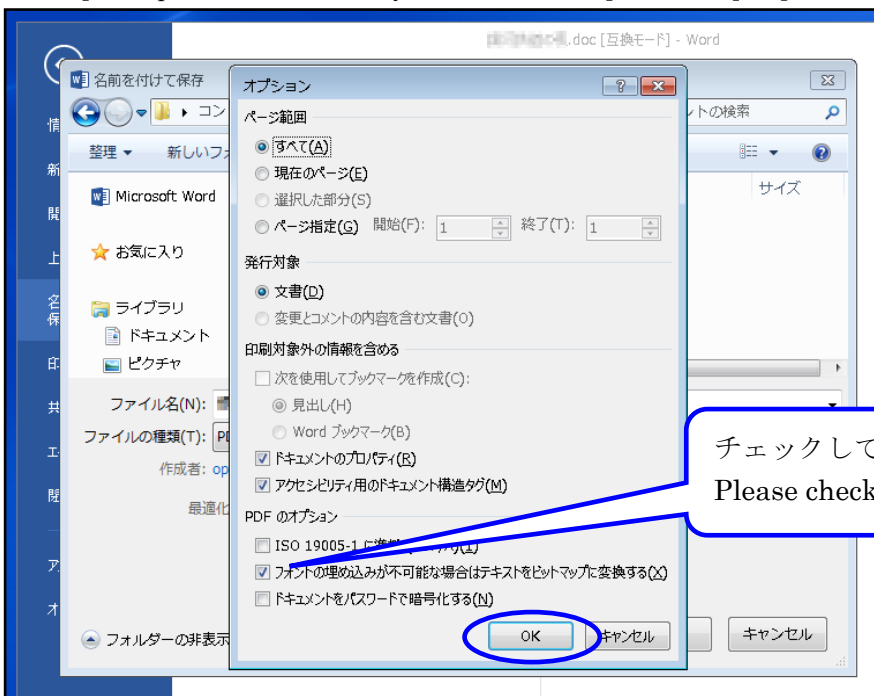 .doc [互換モード] - Word
名前を付けて保存
オプション
コン
トの検索
整理 ▼
新しいフ
サイズ
Microsoft Word
お気に入り
ライブラリ
ドキュメント
ピクチャ
ファイル名(N):
ファイルの種類(T):
作成者: op
最適化
フォルダーの非表示
キャンセル
ページ範囲
すべて(A)
現在のページ(E)
選択した部分(S)
ページ指定(G) 開始(F): 1 終了(T): 1
発行対象
文書(D)
変更とコメントの内容を含む文書(O)
印刷対象外の情報を含める
次を使用してブックマークを作成(C):
見出し(H)
Word ブックマーク(B)
ドキュメントのプロパティ(R)
アクセシビリティ用のドキュメント構造タグ(M)
PDF のオプション
ISO 19005-1 に
フォントの埋め込みが不可能な場合はテキストをビットマップに変換する(X)
ドキュメントをパスワードで暗号化する(N)
OK
キャンセル
チェックして
Please check